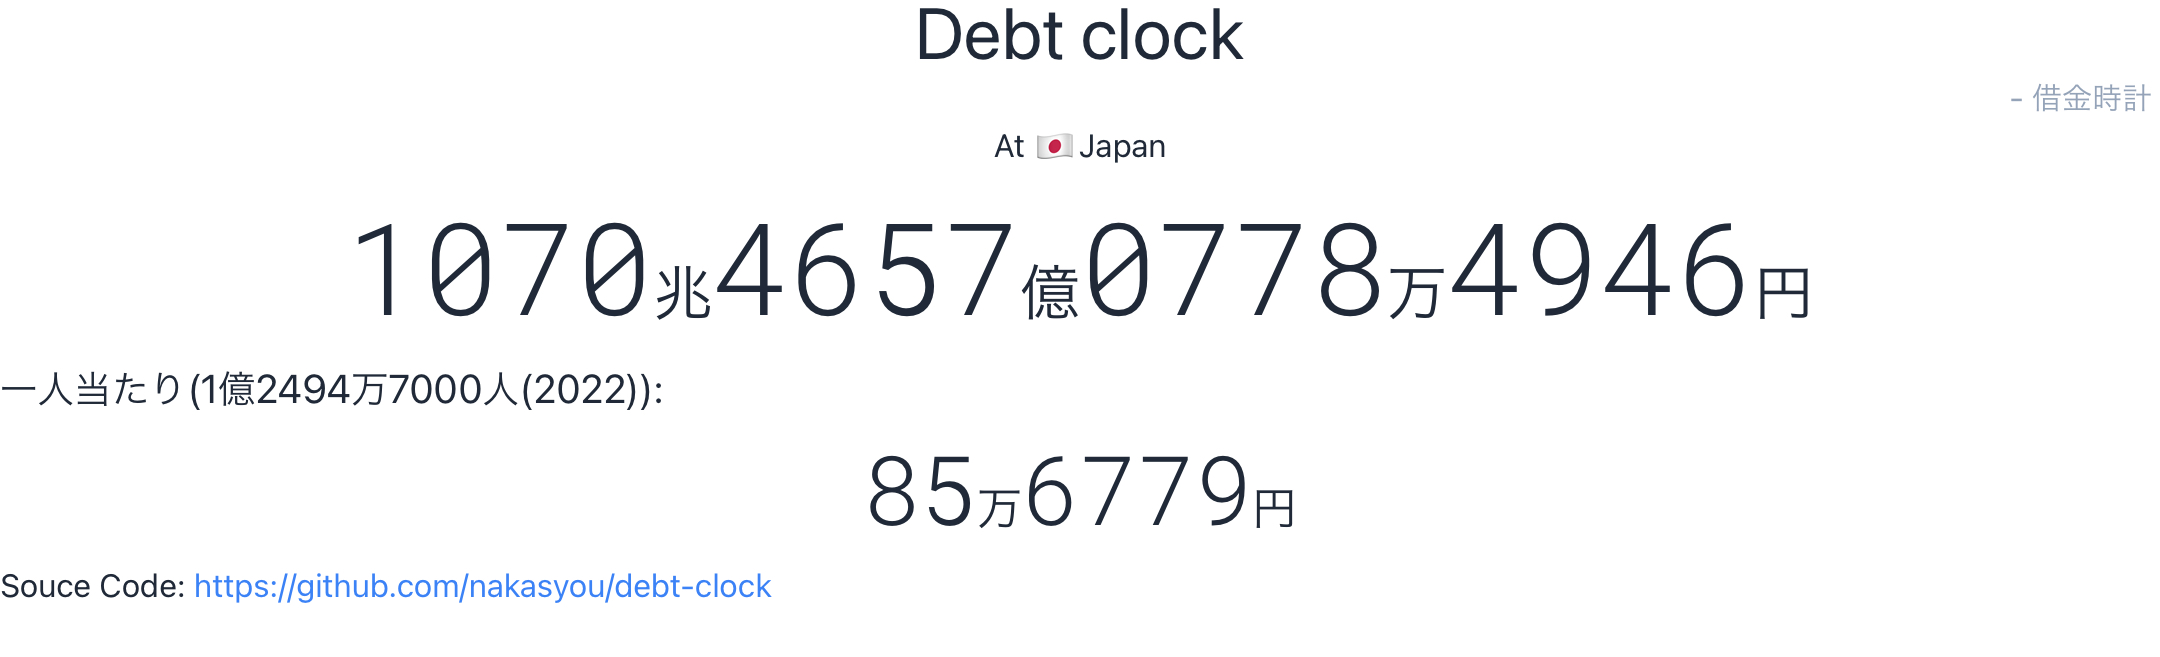 Debt clock
- 借金時計
At 🇯🇵 Japan
1070兆4657億0778万4946円
一人当たり(1億2494万7000人(2022)):
85万6779円
Souce Code: https://github.com/nakasyou/debt-clock